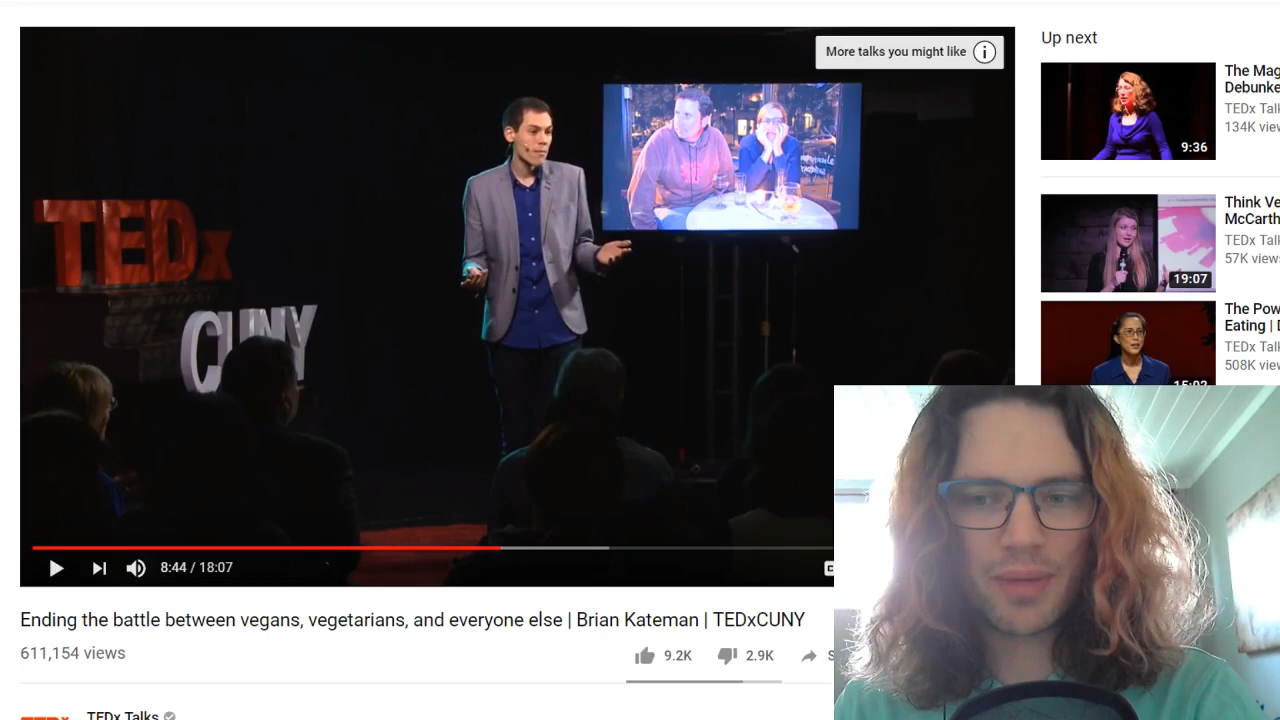 More talks you might like
TEDx
CUNY
8:44 / 18:07
Ending the battle between vegans, vegetarians, and everyone else | Brian Kateman | TEDxCUNY
611,154 views
9.2K
2.9K
S
TEDx Talks
Up next
9:36
The Mag
Debunke
TEDx Talk
134K view
19:07
Think Ve
McCarth
TEDx Talk
57K views
15:02
The Pow
Eating | D
TEDx Talk
508K view